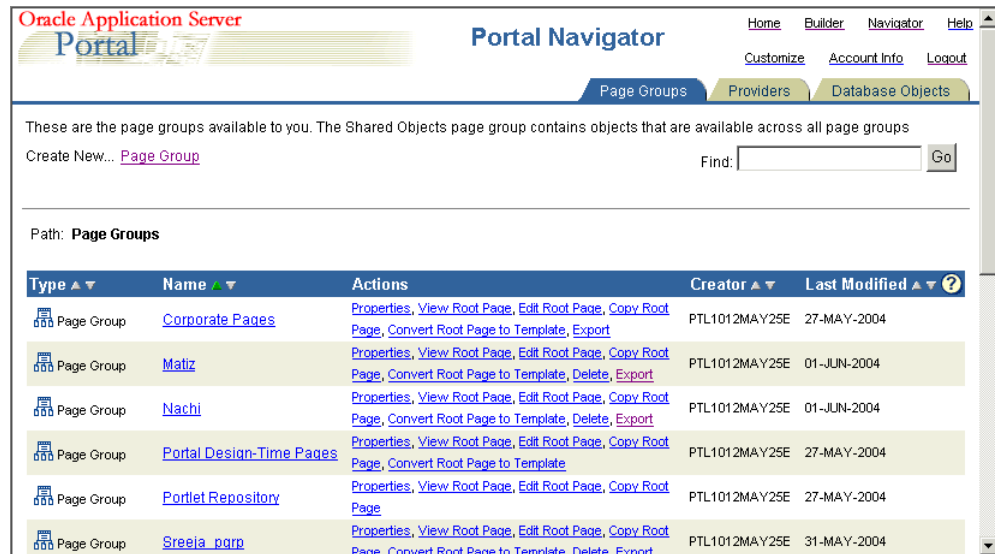 Oracle Application Server
Portal
Portal Navigator
Home Builder Navigator Help
Customize Account Info Logout
Page Groups Providers Database Objects
These are the page groups available to you. The Shared Objects page group contains objects that are available across all page groups
Create New... Page Group
Find: Go
Path: Page Groups
Type Name Actions Creator Last Modified ?
Page Group Corporate Pages Properties, View Root Page, Edit Root Page, Copy Root PTL1012MAY25E 27-MAY-2004
Page, Convert Root Page to Template, Export
Page Group Matiz Properties, View Root Page, Edit Root Page, Copy Root PTL1012MAY25E 01-JUN-2004
Page, Convert Root Page to Template, Delete, Export
Page Group Nachi Properties, View Root Page, Edit Root Page, Copy Root PTL1012MAY25E 01-JUN-2004
Page, Convert Root Page to Template, Delete, Export
Page Group Portal Design-Time Pages Properties, View Root Page, Edit Root Page, Copy Root PTL1012MAY25E 27-MAY-2004
Page, Convert Root Page to Template
Page Group Portlet Repository Properties, View Root Page, Edit Root Page, Copy Root PTL1012MAY25E 27-MAY-2004
Page
Page Group Sreeja_pgrp Properties, View Root Page, Edit Root Page, Copy Root PTL1012MAY25E 31-MAY-2004
Page, Convert Root Page to Template, Delete, Export